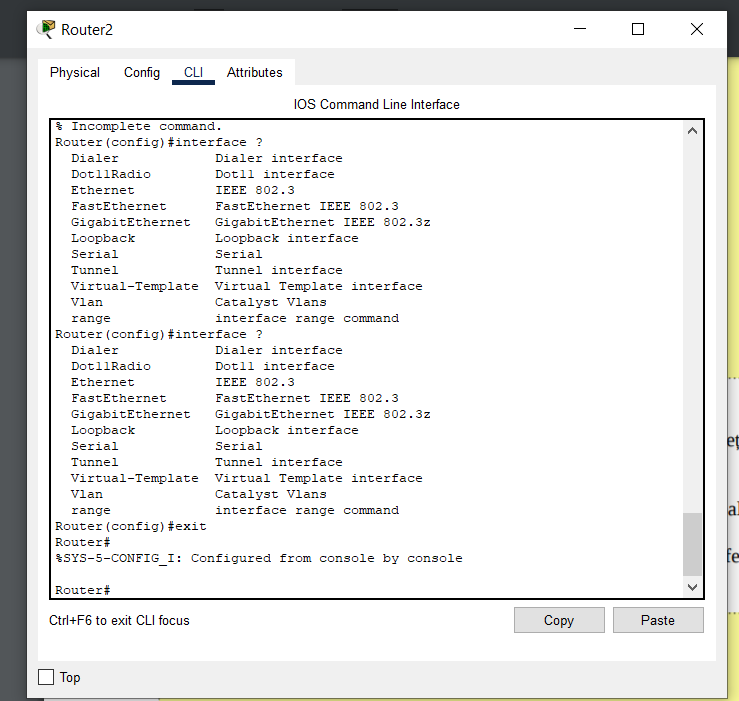 Router2
Physical Config CLI Attributes
IOS Command Line Interface
% Incomplete command.
Router(config)#interface ?
Dialer Dialer interface
Dot11Radio Dot11 interface
Ethernet IEEE 802.3
FastEthernet FastEthernet IEEE 802.3
GigabitEthernet GigabitEthernet IEEE 802.3z
Loopback Loopback interface
Serial Serial
Tunnel Tunnel interface
Virtual-Template Virtual Template interface
Vlan Catalyst Vlans
range interface range command
Router(config)#interface ?
Dialer Dialer interface
Dot11Radio Dot11 interface
Ethernet IEEE 802.3
FastEthernet FastEthernet IEEE 802.3
GigabitEthernet GigabitEthernet IEEE 802.3z
Loopback Loopback interface
Serial Serial
Tunnel Tunnel interface
Virtual-Template Virtual Template interface
Vlan Catalyst Vlans
range interface range command
Router(config)#exit
Router#
%SYS-5-CONFIG_I: Configured from console by console
Router#
Ctrl+F6 to exit CLI focus
Copy Paste
Top